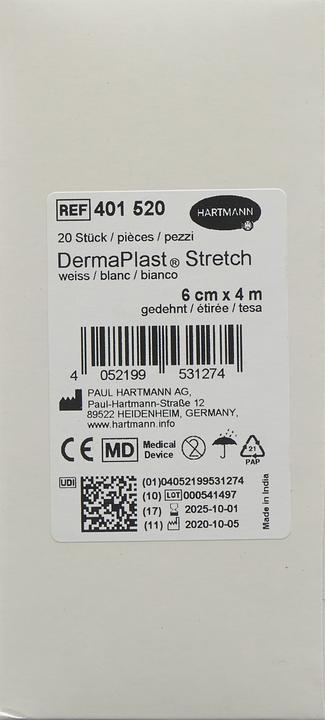 REF 401 520
HARTMANN
20 Stück / pièces / pezzi
DermaPlast® Stretch
weiss / blanc / bianco
6 cm x 4 m
gedehnt / étirée / tesa
4 052199 531274
PAUL HARTMANN AG,
Paul-Hartmann-Straße 12
89522 HEIDENHEIM, GERMANY,
www.hartmann.info
CE MD Medical Device 2 21 PAP
UDI
(01)04052199531274
(10) LOT 000541497
(17) 2025-10-01
(11) 2020-10-05
Made in India